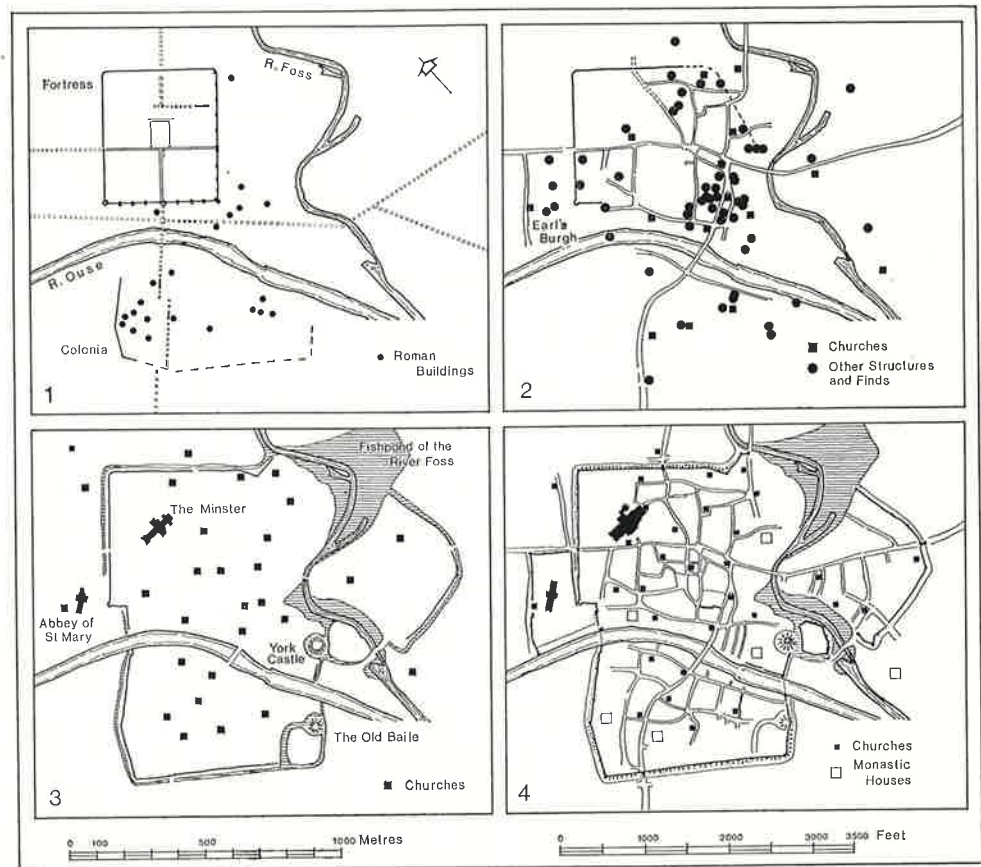 Fortress
R. Foss
R. Ouse
Colonia
Roman
Buildings
1
Earl's
Burgh
Churches
Other Structures
and Finds
2
Fishpond of the
River Foss
The Minster
Abbey of
St Mary
York
Castle
The Old Baile
Churches
3
Churches
Monastic
Houses
4
0 100 500 1000 Metres
0 1000 2000 3000 3500 Feet